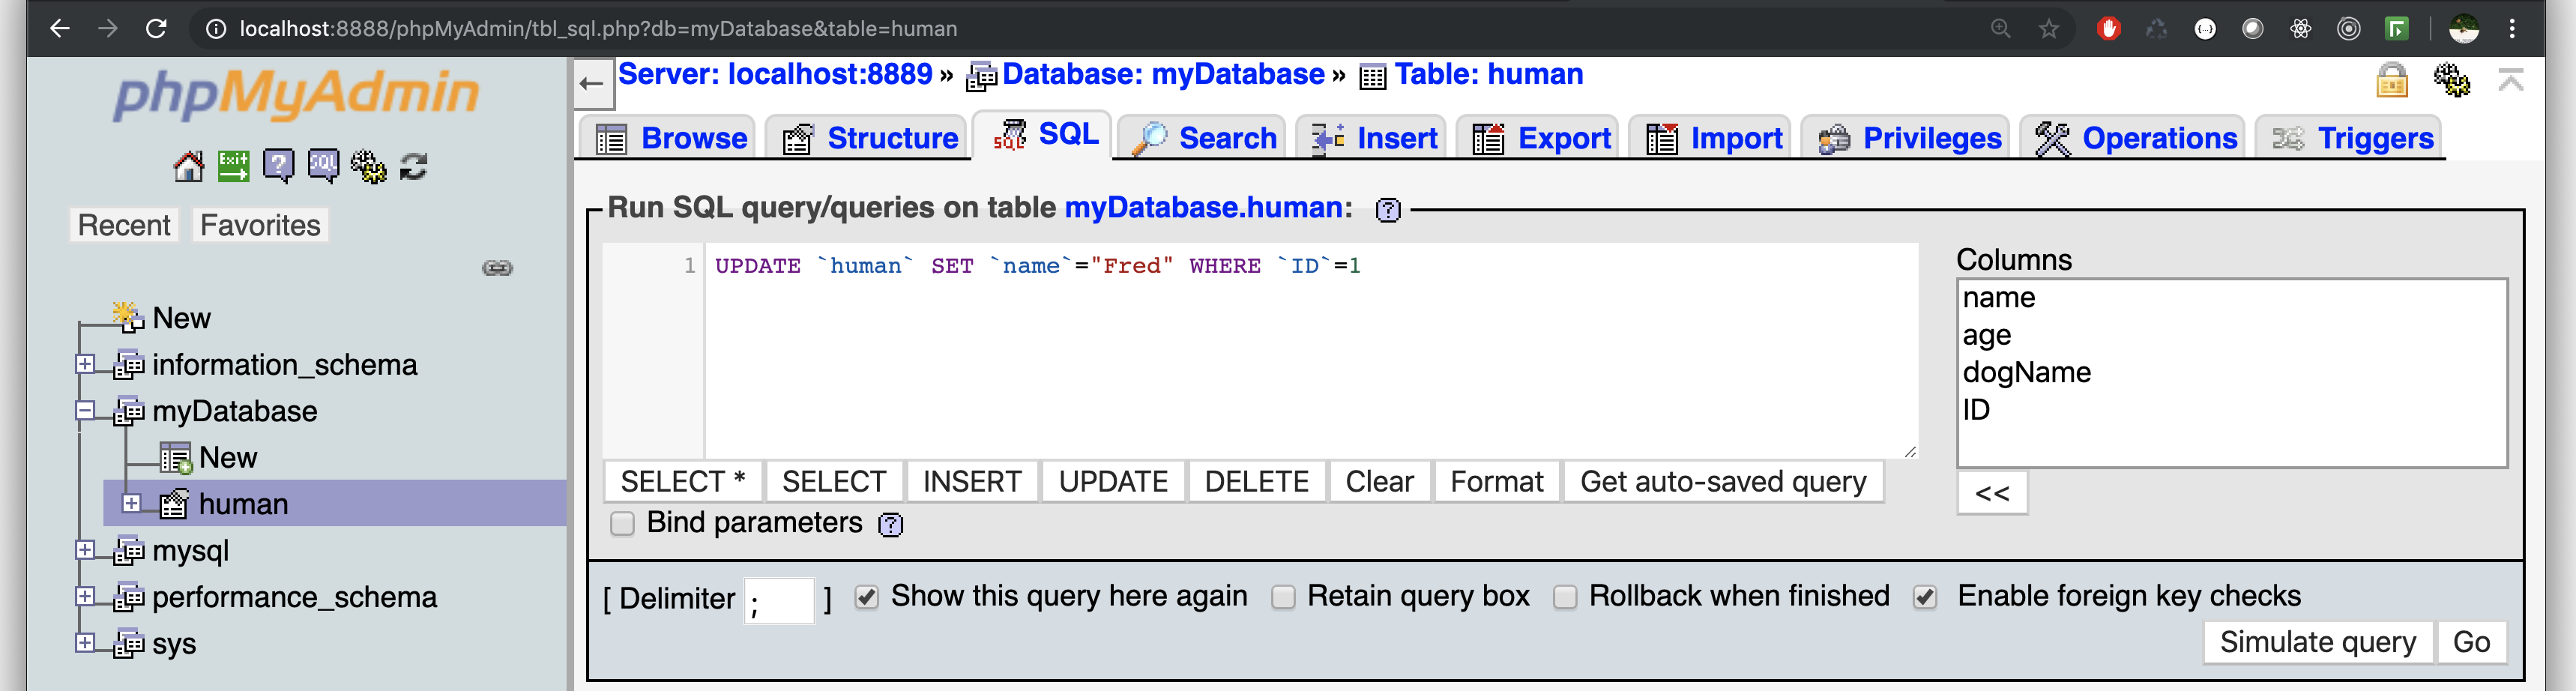 localhost:8888/phpMyAdmin/tbl_sql.php?db=myDatabase&table=human
phpMyAdmin
Exit
?
SQL
Recent
Favorites
New
information_schema
myDatabase
New
human
mysql
performance_schema
sys
← Server: localhost:8889 » Database: myDatabase » Table: human
Browse Structure SQL Search Insert Export Import Privileges Operations Triggers
Run SQL query/queries on table myDatabase.human: ?
1 UPDATE `human` SET `name`="Fred" WHERE `ID`=1
Columns
name
age
dogName
ID
<<
SELECT * SELECT INSERT UPDATE DELETE Clear Format Get auto-saved query
Bind parameters ?
[ Delimiter ; ] Show this query here again Retain query box Rollback when finished Enable foreign key checks
Simulate query Go